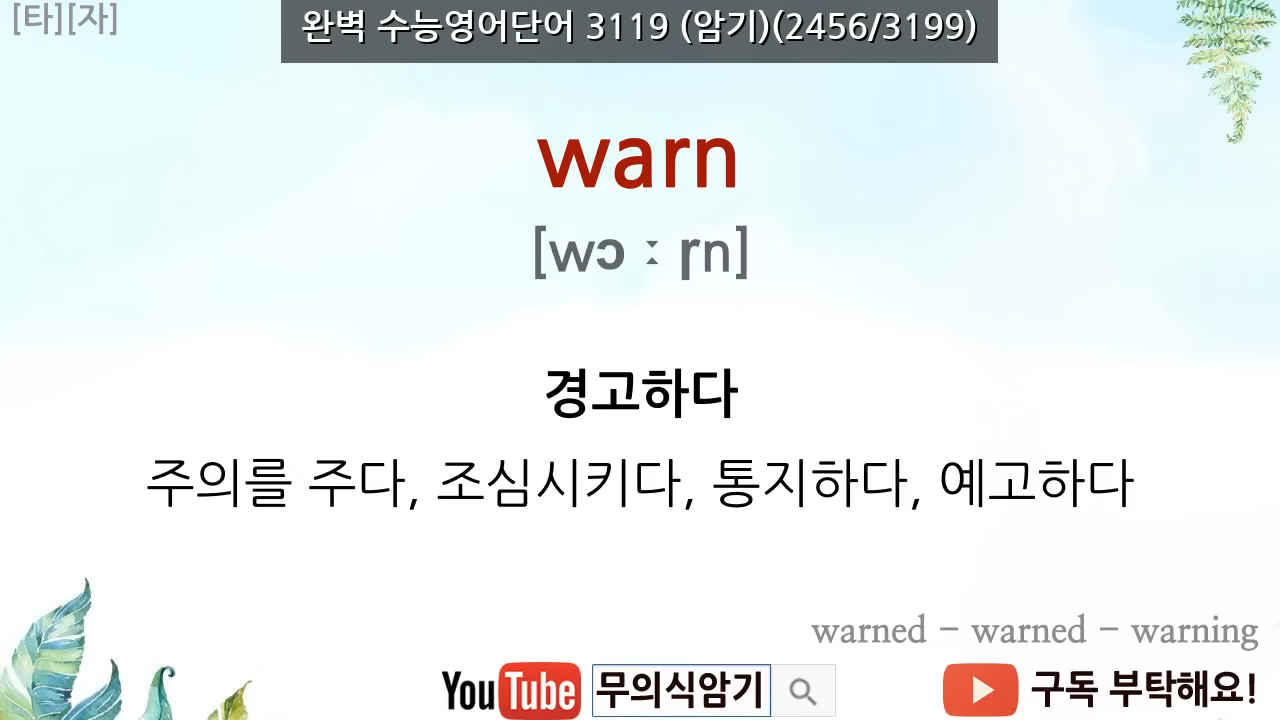 [타][자]
완벽 수능영어단어 3119 (암기)(2456/3199)
warn
[wɔːrn]
경고하다
주의를 주다, 조심시키다, 통지하다, 예고하다
warned - warned - warning
YouTube 무의식암기
구독 부탁해요!